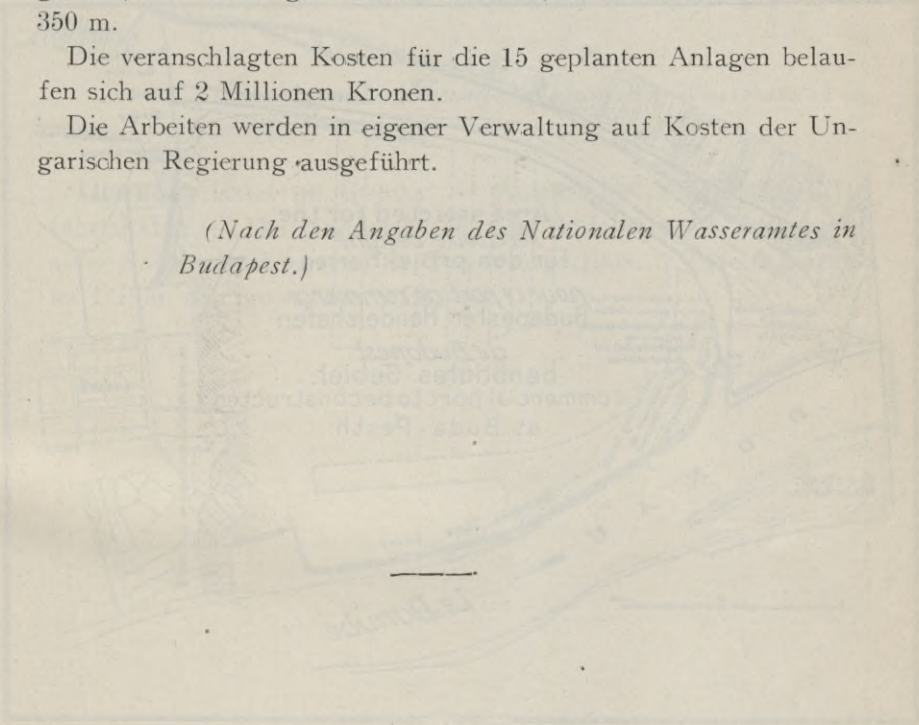 350 m.
Die veranschlagten Kosten für die 15 geplanten Anlagen belau-
fen sich auf 2 Millionen Kronen.
Die Arbeiten werden in eigener Verwaltung auf Kosten der Un-
garischen Regierung ausgeführt.
(Nach den Angaben des Nationalen Wasseramtes in
Budapest.)